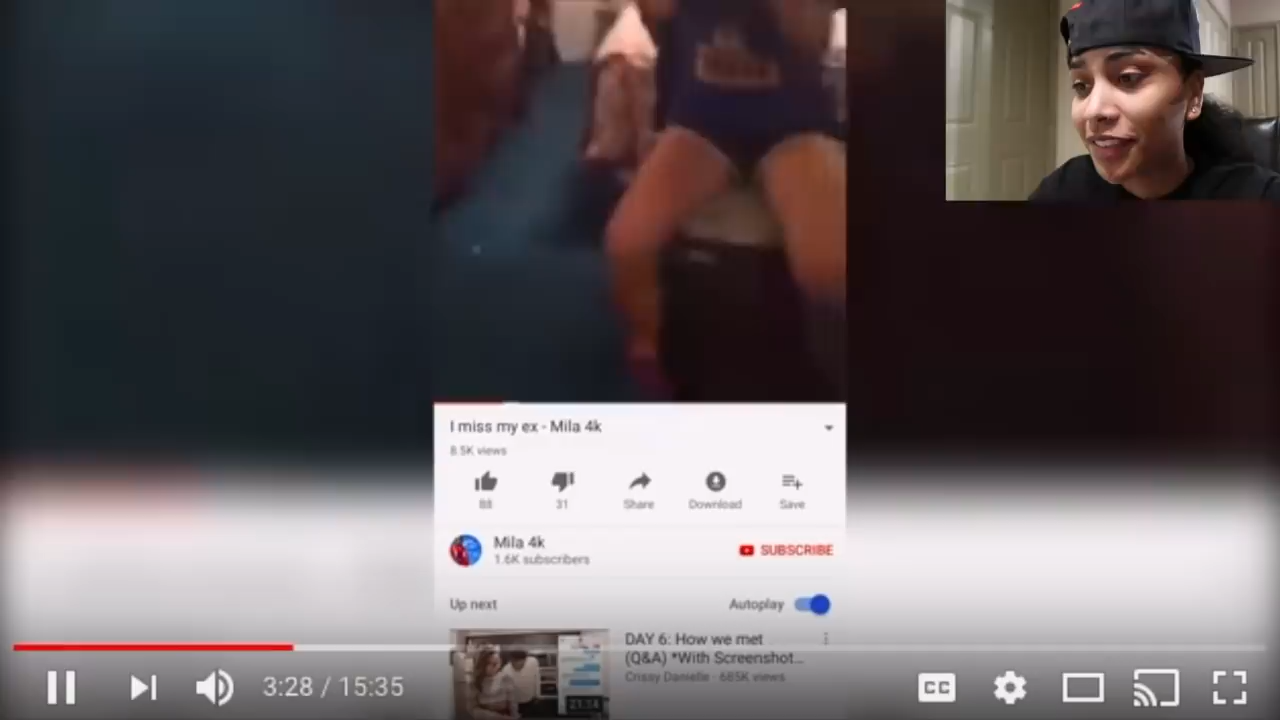 I miss my ex - Mila 4k
8.5K views
88
31
Share
Download
Save
Mila 4k
1.6K subscribers
SUBSCRIBE
Up next
Autoplay
DAY 6: How we met
(Q&A) *With Screenshot...
Crissy Danielle · 685K views
21:14
3:28 / 15:35
CC